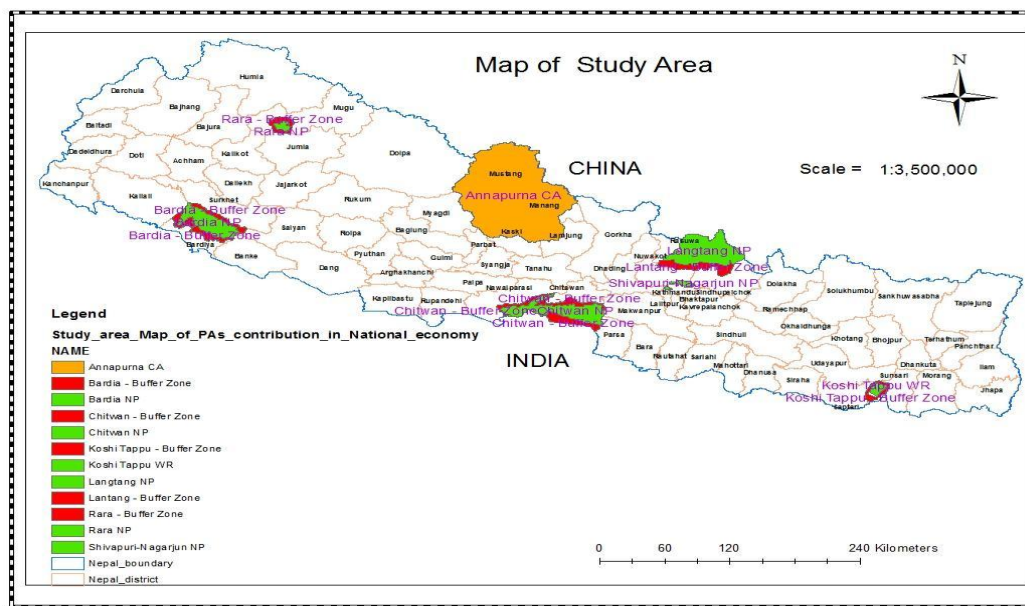 Map of Study Area
N
Scale = 1:3,500,000
CHINA
INDIA
Humla
Darchula
Bajhang
Mugu
Rara - Buffer Zone
Rara NP
Baitadi
Bajura
Jumla
Dolpa
Dadeldhura
Doti
Achham
Kalikot
Kanchanpur
Kailali
Dailekh
Jajarkot
Surkhet
Rukum
Bardia - Buffer Zone
Bardia NP
Bardia - Buffer Zone
Bardiya
Salyan
Rolpa
Banke
Dang
Pyuthan
Mustang
Annapurna CA
Manang
Kaski
Lamjung
Myagdi
Baglung
Parbat
Gulmi
Syangja
Tanahu
Gorkha
Arghakhanchi
Palpa
Nawalparasi
Chitawan
Dhading
Kapilbastu
Rupandehi
Rasuwa
Langtang NP
Nuwakot
Lantang - Buffer Zone
Shivapuri-Nagarjun NP
Kathmandu
Sindhupalchok
Bhaktapur
Lalitpur
Kavrepalanchok
Dolakha
Chitwan - Buffer Zone
Chitwan - Buffer Zone
Chitwan NP
Chitwan - Buffer Zone
Makwanpur
Parsa
Bara
Rautahat
Sarlahi
Mahottari
Dhanusa
Siraha
Sindhuli
Ramechhap
Okhaldhunga
Solukhumbu
Sankhuwasabha
Taplejung
Khotang
Bhojpur
Terhathum
Panchthar
Dhankuta
Udayapur
Sunsari
Morang
Ilam
Jhapa
Koshi Tappu WR
Koshi Tappu - Buffer Zone
Saptari
Legend
Study_area_Map_of_PAs_contribution_in_National_economy
NAME
Annapurna CA
Bardia - Buffer Zone
Bardia NP
Chitwan - Buffer Zone
Chitwan NP
Koshi Tappu - Buffer Zone
Koshi Tappu WR
Langtang NP
Lantang - Buffer Zone
Rara - Buffer Zone
Rara NP
Shivapuri-Nagarjun NP
Nepal_boundary
Nepal_district
0 60 120 240 Kilometers